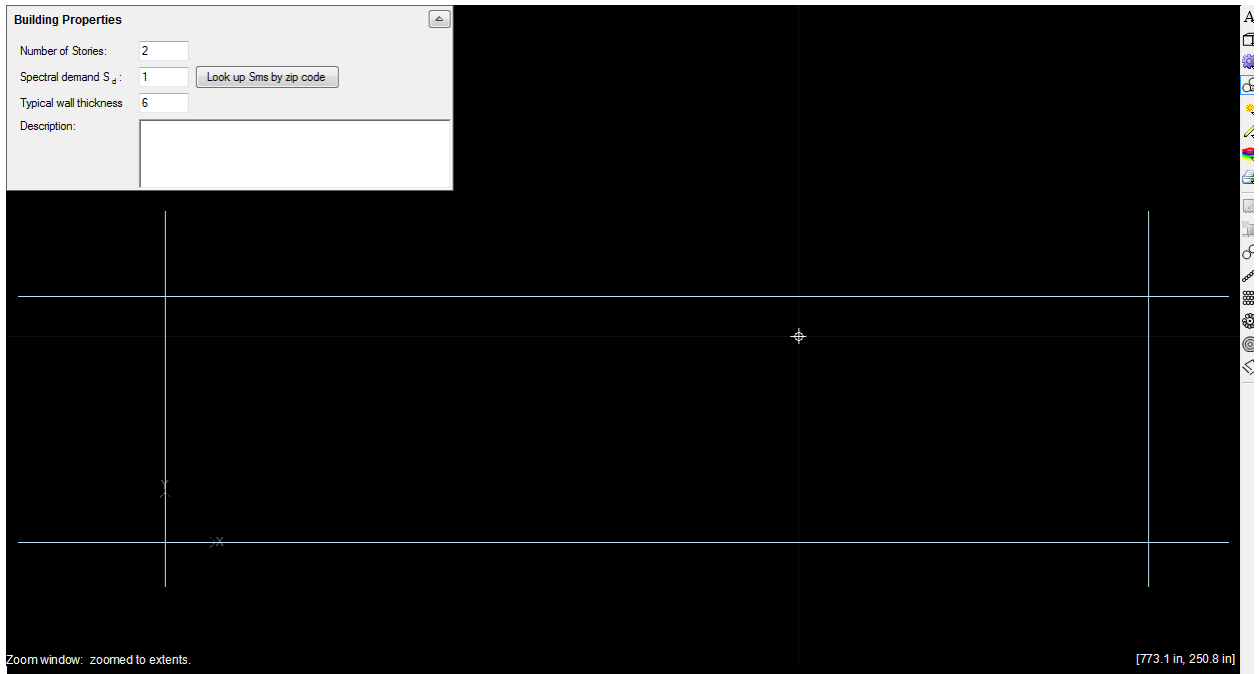 Building Properties
Number of Stories: 2
Spectral demand S d : 1 Look up Sms by zip code
Typical wall thickness 6
Description:
Y
X
Zoom window: zoomed to extents.
[773.1 in, 250.8 in]